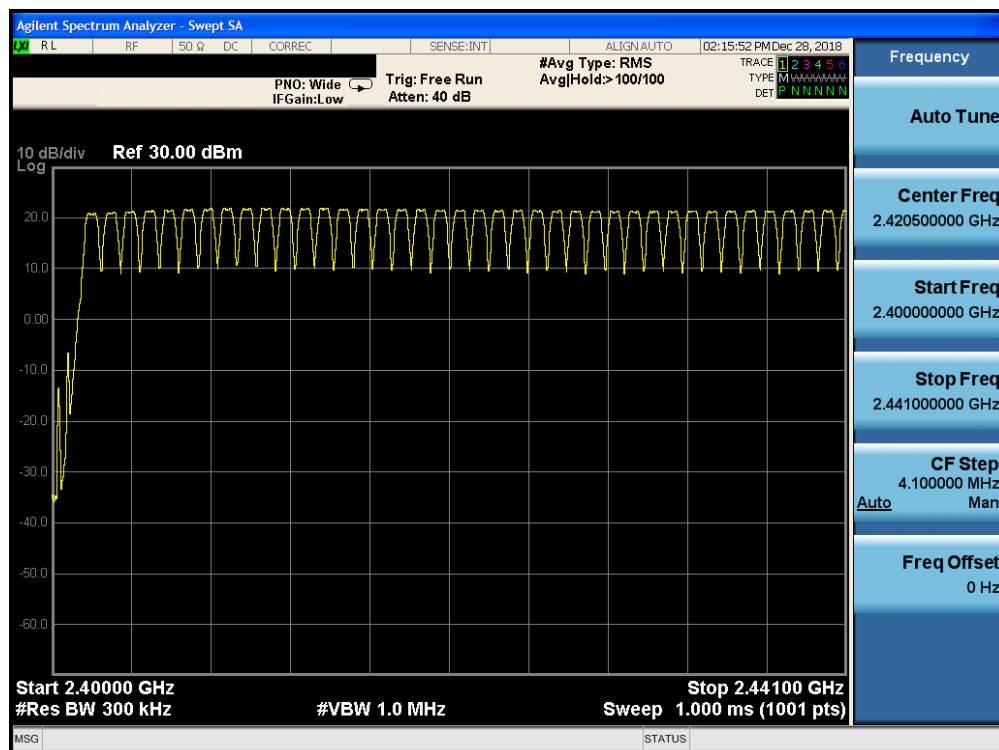 Agilent Spectrum Analyzer - Swept SA
LXI RL RF 50 Ω DC CORREC SENSE:INT ALIGN AUTO 02:15:52 PM Dec 28, 2018
Frequency
#Avg Type: RMS TRACE 1 2 3 4 5 6
PNO: Wide Trig: Free Run Avg|Hold:>100/100 TYPE M WWWWW
IFGain:Low Atten: 40 dB DET P N N N N N
Auto Tune
10 dB/div Ref 30.00 dBm
Log
20.0
10.0
0.00
-10.0
-20.0
-30.0
-40.0
-50.0
-60.0
Center Freq
2.420500000 GHz
Start Freq
2.400000000 GHz
Stop Freq
2.441000000 GHz
CF Step
4.100000 MHz
Auto Man
Freq Offset
0 Hz
Start 2.40000 GHz Stop 2.44100 GHz
#Res BW 300 kHz #VBW 1.0 MHz Sweep 1.000 ms (1001 pts)
MSG STATUS